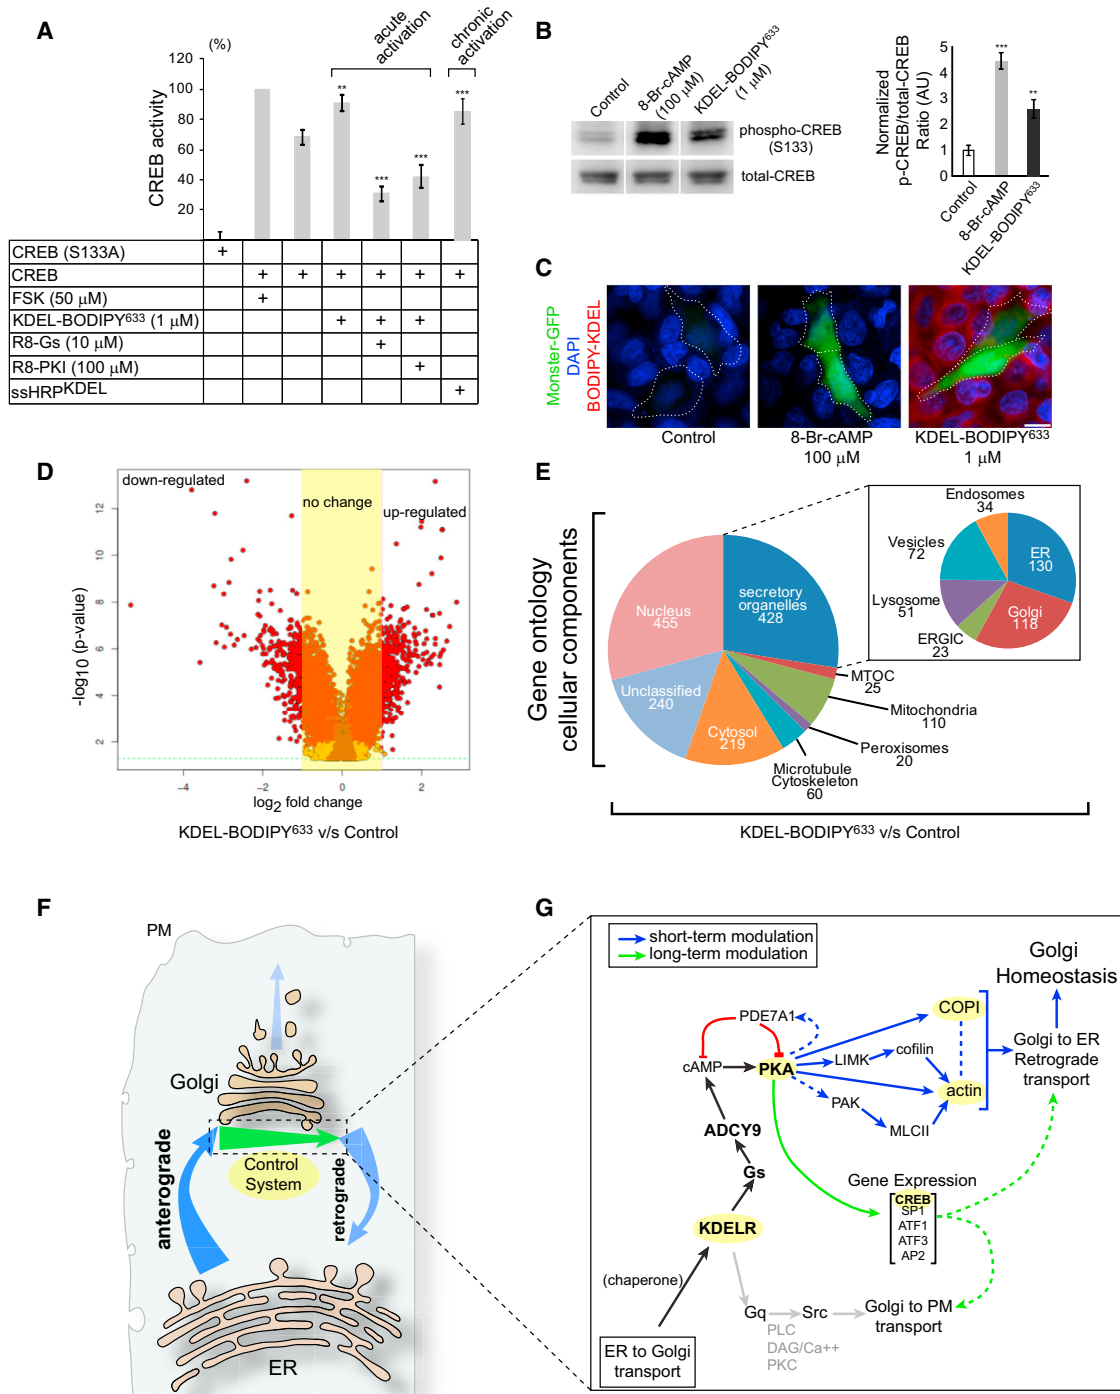 A
(%)
acute
activation
chronic
activation
CREB activity
120
100
80
60
40
20
**
***
***
***
CREB (S133A) +
CREB + + + + + +
FSK (50 μM) +
KDEL-BODIPY633 (1 μM) + + +
R8-Gs (10 μM) +
R8-PKI (100 μM) +
ssHRPKDEL +
B
Control
8-Br-cAMP
(100 μM)
KDEL-BODIPY633
(1 μM)
phospho-CREB
(S133)
total-CREB
Normalized
p-CREB/total-CREB
Ratio (AU)
5
4
3
2
1
0
***
**
Control
8-Br-cAMP
KDEL-BODIPY633
C
Monster-GFP
DAPI
BODIPY-KDEL
Control
8-Br-cAMP
100 μM
KDEL-BODIPY633
1 μM
D
down-regulated
no change
up-regulated
-log10 (p-value)
12
10
8
6
4
2
-4
-2
0
2
log2 fold change
KDEL-BODIPY633 v/s Control
E
Gene ontology
cellular components
Nucleus
455
secretory
organelles
428
Unclassified
240
Cytosol
219
Microtubule
Cytoskeleton
60
Peroxisomes
20
Mitochondria
110
MTOC
25
Endosomes
34
Vesicles
72
ER
130
Lysosome
51
Golgi
118
ERGIC
23
KDEL-BODIPY633 v/s Control
F
PM
Golgi
anterograde
Control
System
retrograde
ER
G
short-term modulation
long-term modulation
Golgi
Homeostasis
PDE7A1
COPI
cAMP
PKA
LIMK
cofilin
Golgi to ER
Retrograde
transport
actin
PAK
MLCII
ADCY9
Gs
Gene Expression
CREB
SP1
ATF1
ATF3
AP2
KDELR
(chaperone)
Gq
Src
Golgi to PM
transport
PLC
DAG/Ca++
PKC
ER to Golgi
transport